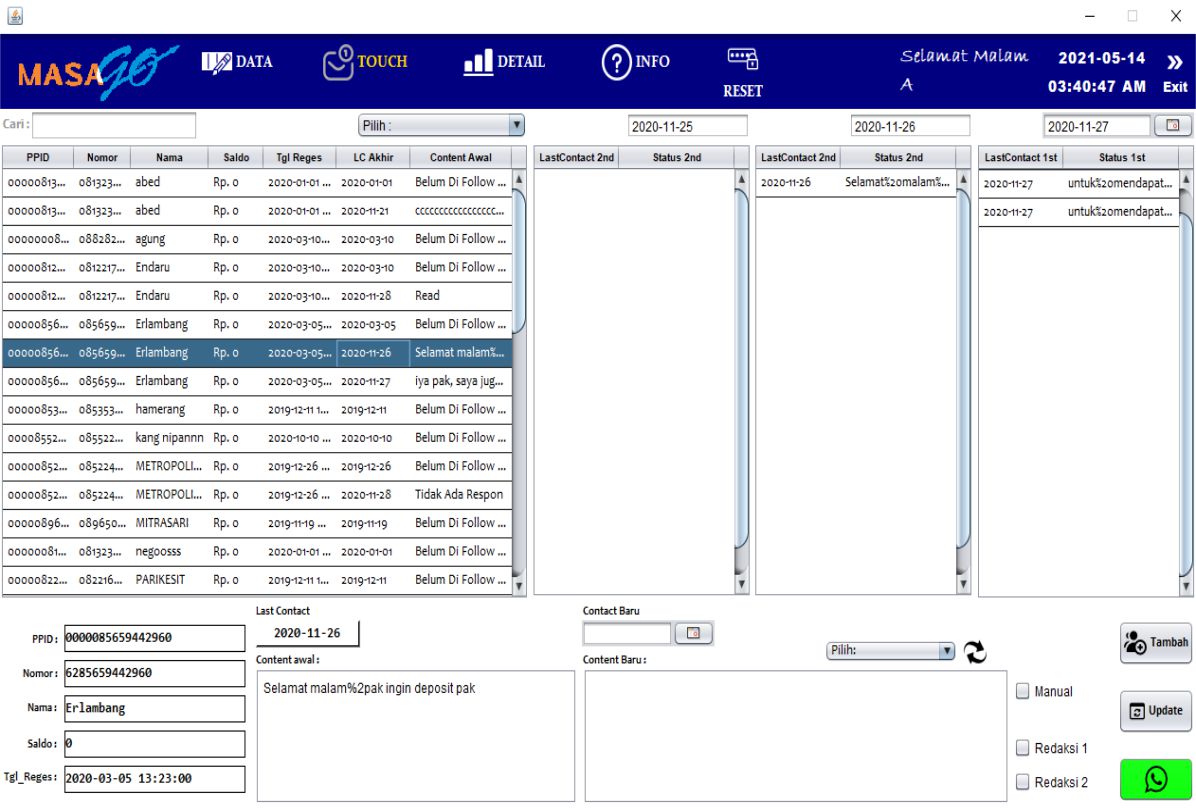 MASAGO
DATA
TOUCH
DETAIL
INFO
RESET
Selamat Malam
A
2021-05-14
03:40:47 AM
Exit
Cari :
Pilih :
2020-11-25
2020-11-26
2020-11-27
PPID Nomor Nama Saldo Tgl Reges LC Akhir Content Awal
00000813... 081323... abed Rp. 0 2020-01-01 ... 2020-01-01 Belum Di Follow ...
00000813... 081323... abed Rp. 0 2020-01-01 ... 2020-11-21 cccccccccccccccccc...
00000008... 088282... agung Rp. 0 2020-03-10... 2020-03-10 Belum Di Follow ...
00000812... 0812217... Endaru Rp. 0 2020-03-10... 2020-03-10 Belum Di Follow ...
00000812... 0812217... Endaru Rp. 0 2020-03-10... 2020-11-28 Read
00000856... 085659... Erlambang Rp. 0 2020-03-05... 2020-03-05 Belum Di Follow ...
00000856... 085659... Erlambang Rp. 0 2020-03-05... 2020-11-26 Selamat malam%...
00000856... 085659... Erlambang Rp. 0 2020-03-05... 2020-11-27 iya pak, saya jug...
00000853... 085353... hamerang Rp. 0 2019-12-11 1... 2019-12-11 Belum Di Follow ...
00008552... 085522... kang nipannn Rp. 0 2020-10-10 ... 2020-10-10 Belum Di Follow ...
00000852... 085224... METROPOLI... Rp. 0 2019-12-26 ... 2019-12-26 Belum Di Follow ...
00000852... 085224... METROPOLI... Rp. 0 2019-12-26 ... 2020-11-28 Tidak Ada Respon
00000896... 089650... MITRASARI Rp. 0 2019-11-19 ... 2019-11-19 Belum Di Follow ...
00000081... 081323... negoosss Rp. 0 2020-01-01 ... 2020-01-01 Belum Di Follow ...
00000822... 082216... PARIKESIT Rp. 0 2019-12-11 1... 2019-12-11 Belum Di Follow ...
LastContact 2nd Status 2nd
LastContact 2nd Status 2nd
2020-11-26 Selamat%20malam%...
LastContact 1st Status 1st
2020-11-27 untuk%20mendapat...
2020-11-27 untuk%20mendapat...
PPID : 0000085659442960
Nomor : 6285659442960
Nama : Erlambang
Saldo : 0
Tgl_Reges : 2020-03-05 13:23:00
Last Contact
2020-11-26
Content awal :
Selamat malam%2pak ingin deposit pak
Contact Baru
Content Baru :
Pilih:
Manual
Redaksi 1
Redaksi 2
Tambah
Update